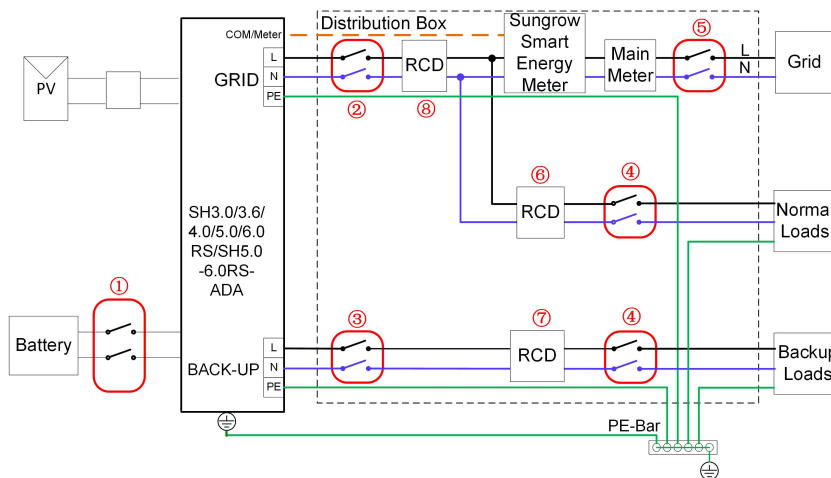 Distribution Box
Sungrow
Smart
Energy
Meter
COM/Meter
L
N
PE
GRID
PV
②
RCD
⑧
Main
Meter
⑤
L
N
Grid
⑥
RCD
④
Normal
Loads
SH3.0/3.6/
4.0/5.0/6.0
RS/SH5.0
-6.0RS-
ADA
①
Battery
③
⑦
RCD
④
L
N
PE
BACK-UP
Backup
Loads
PE-Bar